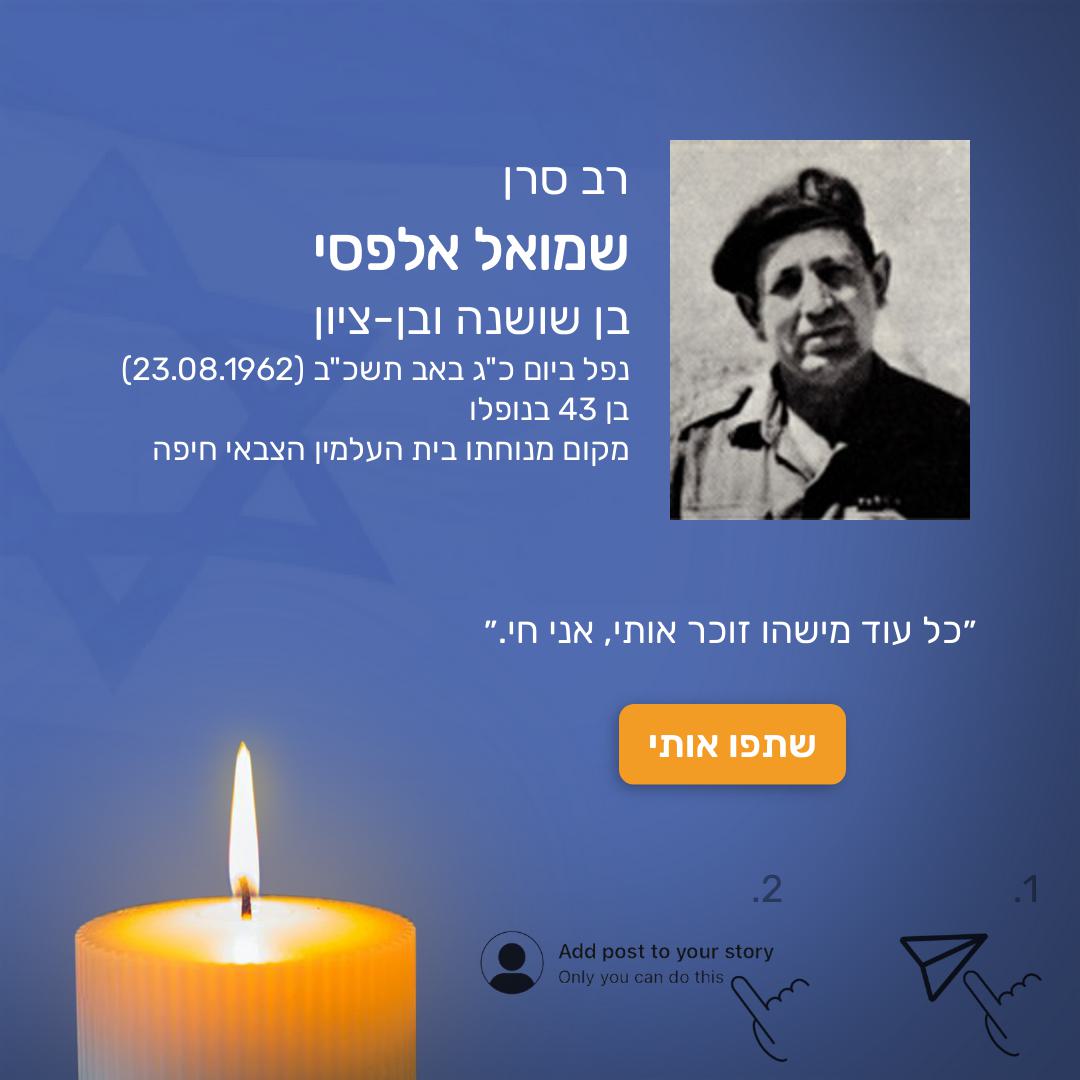 רב סרן
שמואל אלפסי
בן שושנה ובן-ציון
נפל ביום כ"ג באב תשכ"ב (23.08.1962)
בן 43 בנופלו
מקום מנוחתו בית העלמין הצבאי חיפה
״כל עוד מישהו זוכר אותי, אני חי.״
שתפו אותי
1.
2.
Add post to your story
Only you can do this